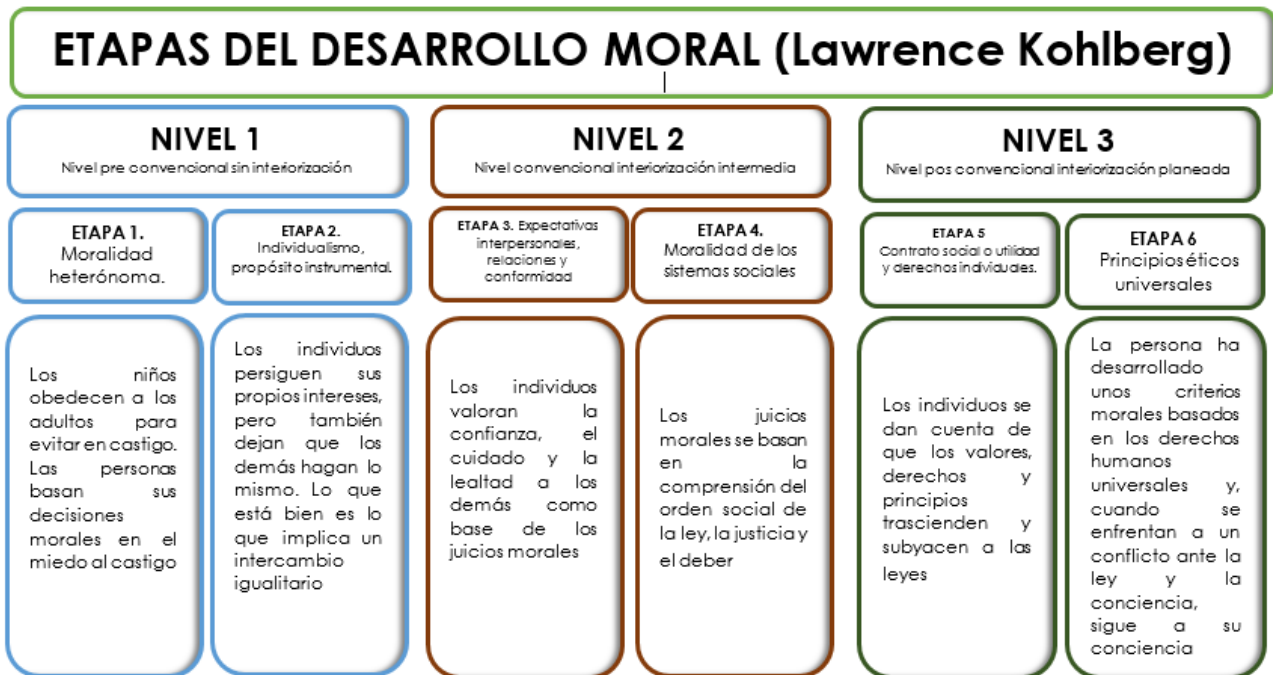 ETAPAS DEL DESARROLLO MORAL (Lawrence Kohlberg)
NIVEL 1
Nivel pre convencional sin interiorización
NIVEL 2
Nivel convencional interiorización intermedia
NIVEL 3
Nivel pos convencional interiorización planeada
ETAPA 1.
Moralidad
heterónoma.
ETAPA 2.
Individualismo,
propósito instrumental.
ETAPA 3. Expectativas
interpersonales,
relaciones y
conformidad
ETAPA 4.
Moralidad de los
sistemas sociales
ETAPA 5
Contrato social o utilidad
y derechos individuales.
ETAPA 6
Principios éticos
universales
Los niños
obedecen a los
adultos para
evitar en castigo.
Las personas
basan sus
decisiones
morales en el
miedo al castigo
Los individuos
persiguen sus
propios intereses,
pero también
dejan que los
demás hagan lo
mismo. Lo que
está bien es lo
que implica un
intercambio
igualitario
Los individuos
valoran la
confianza, el
cuidado y la
lealtad a los
demás como
base de los
juicios morales
Los juicios
morales se basan
en la
comprensión del
orden social de
la ley, la justicia y
el deber
Los individuos se
dan cuenta de
que los valores,
derechos y
principios
trascienden y
subyacen a las
leyes
La persona ha
desarrollado
unos criterios
morales basados
en los derechos
humanos
universales y,
cuando se
enfrentan a un
conflicto ante la
ley y la
conciencia,
sigue a su
conciencia